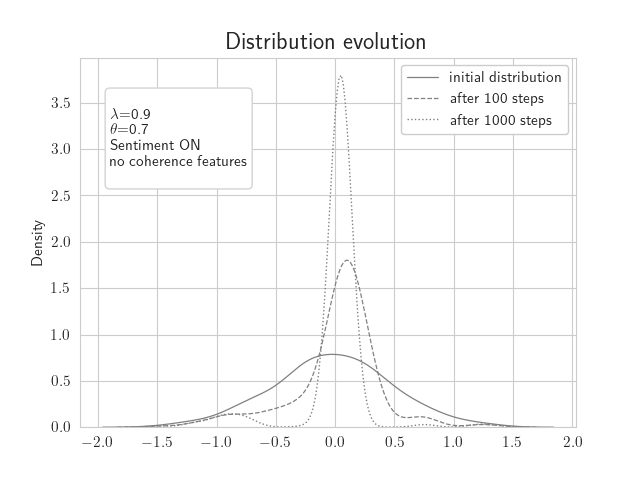 Distribution evolution
initial distribution
after 100 steps
after 1000 steps
λ=0.9
θ=0.7
Sentiment ON
no coherence features
Density
3.5
3.0
2.5
2.0
1.5
1.0
0.5
0.0
−2.0 −1.5 −1.0 −0.5 0.0 0.5 1.0 1.5 2.0